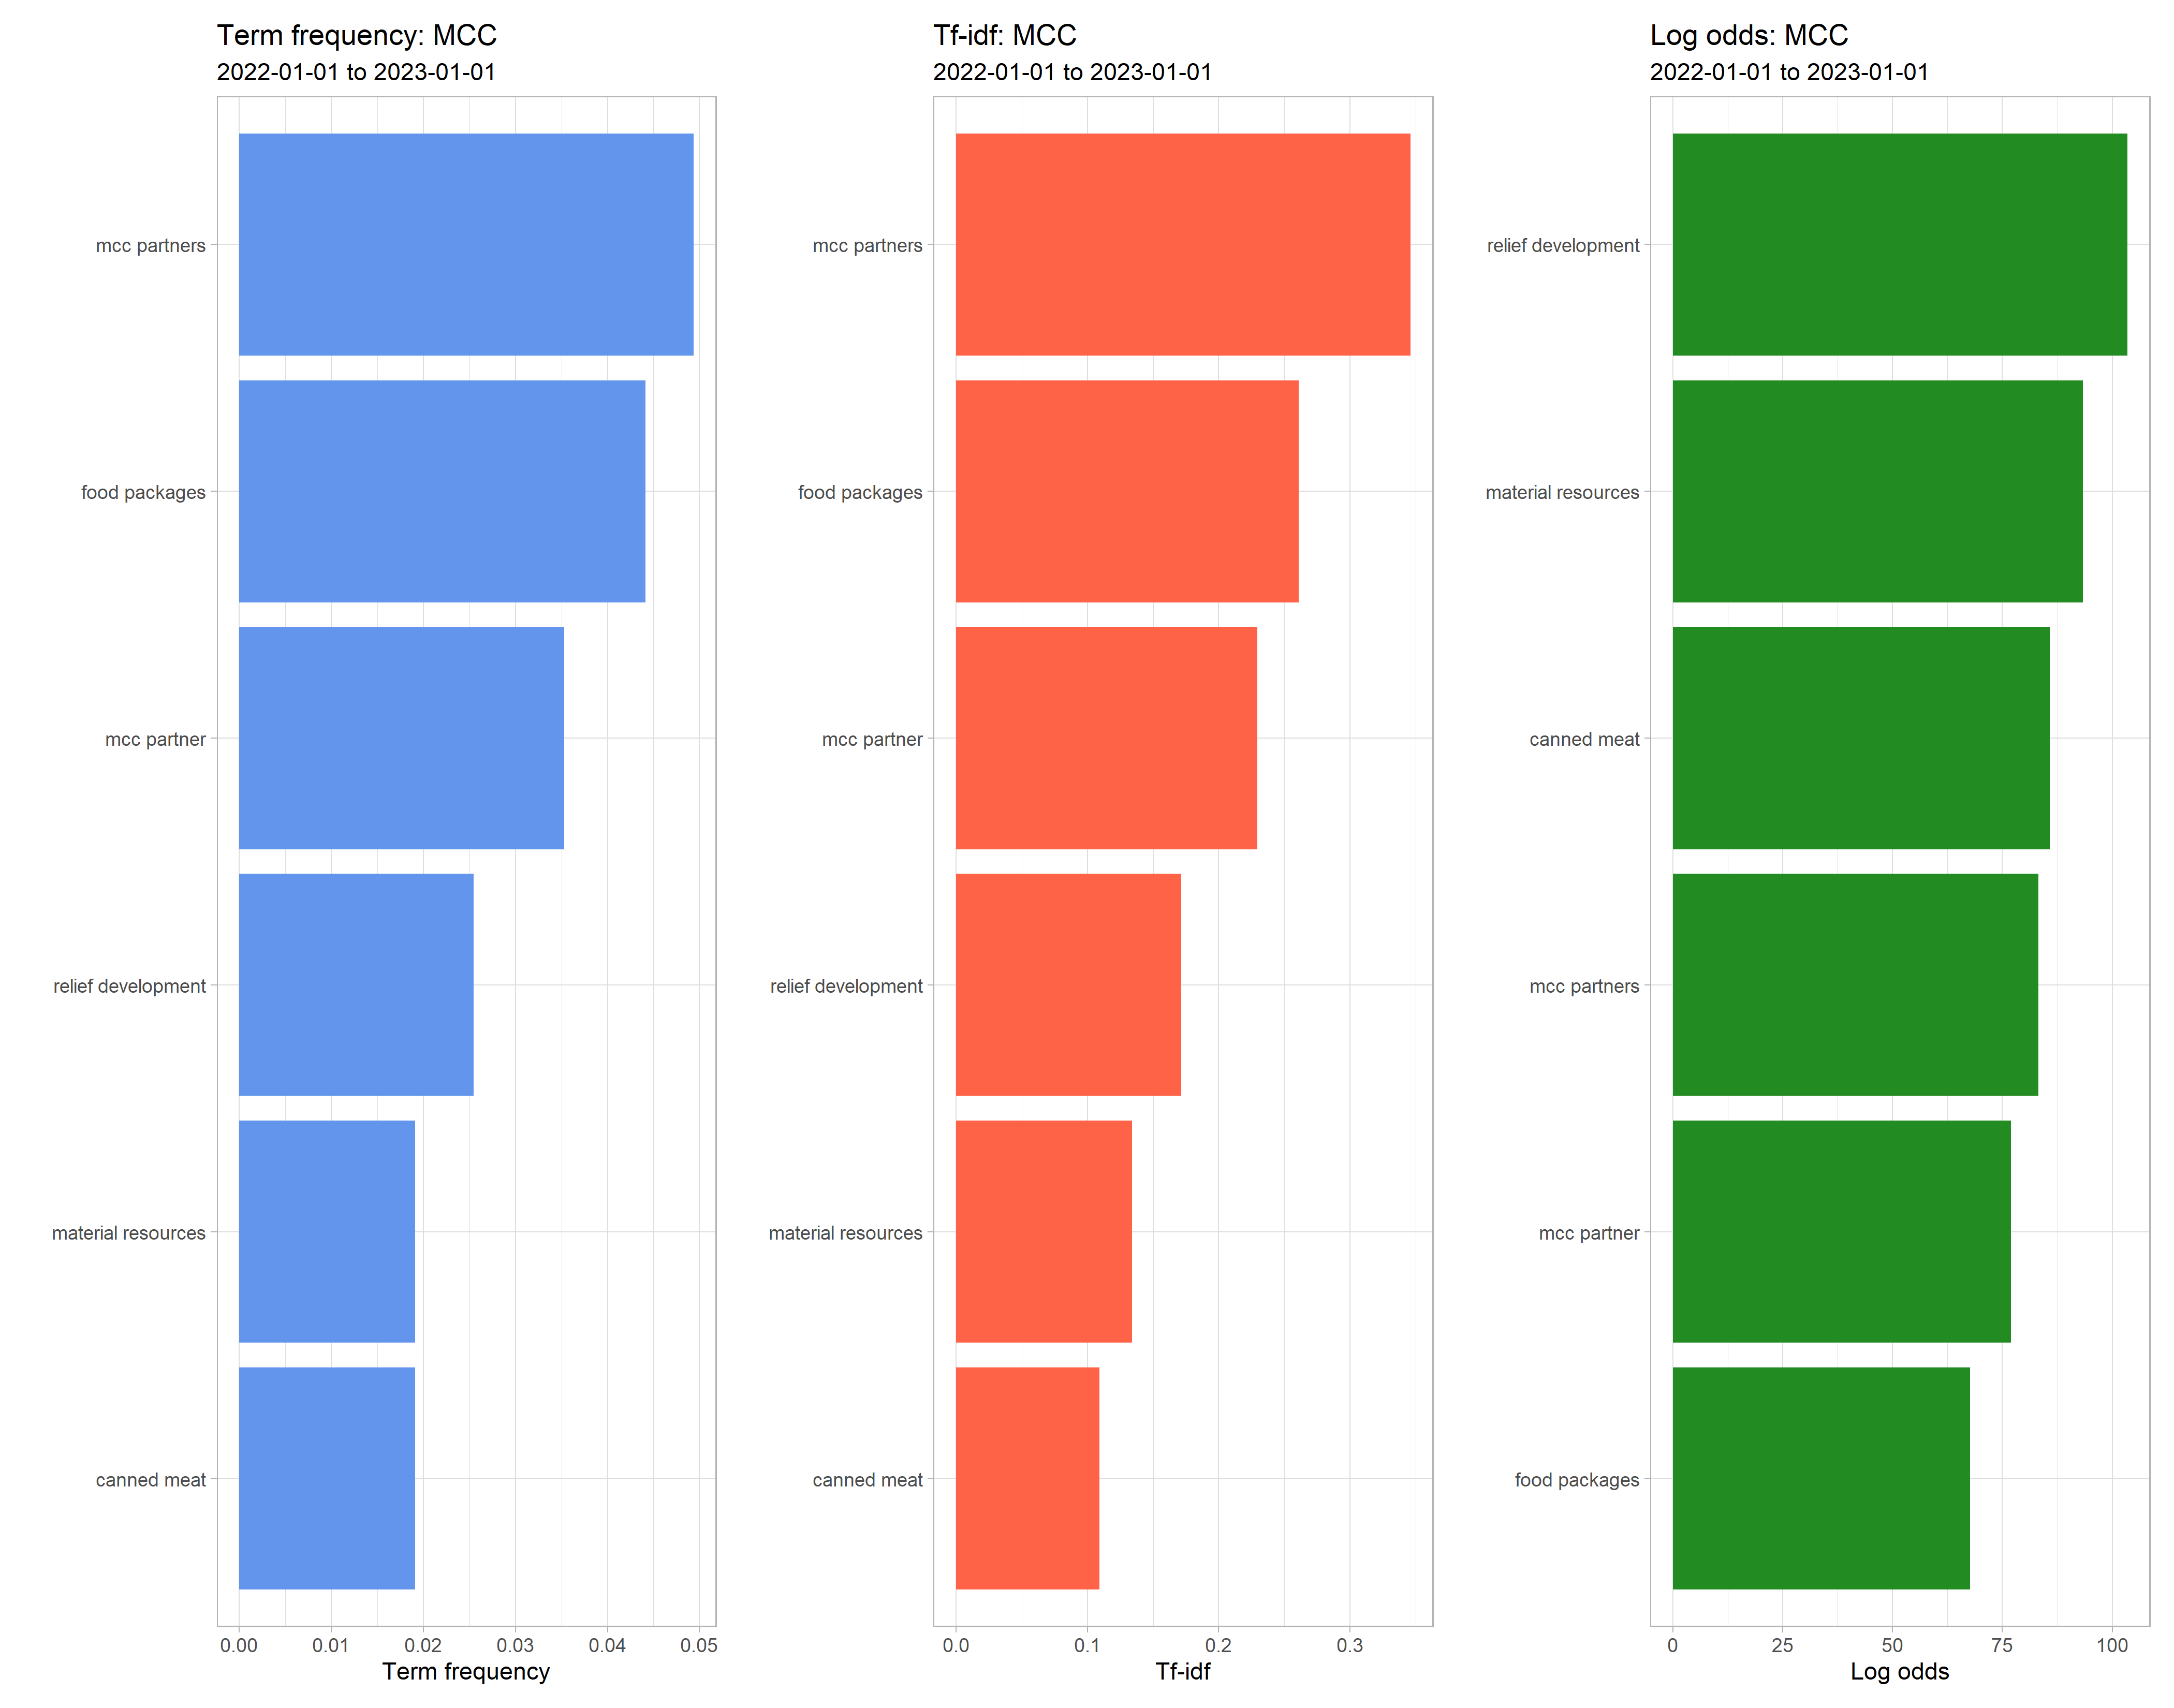 Term frequency: MCC
2022-01-01 to 2023-01-01
mcc partners
food packages
mcc partner
relief development
material resources
canned meat
0.00 0.01 0.02 0.03 0.04 0.05
Term frequency
Tf-idf: MCC
2022-01-01 to 2023-01-01
mcc partners
food packages
mcc partner
relief development
material resources
canned meat
0.0 0.1 0.2 0.3
Tf-idf
Log odds: MCC
2022-01-01 to 2023-01-01
relief development
material resources
canned meat
mcc partners
mcc partner
food packages
0 25 50 75 100
Log odds